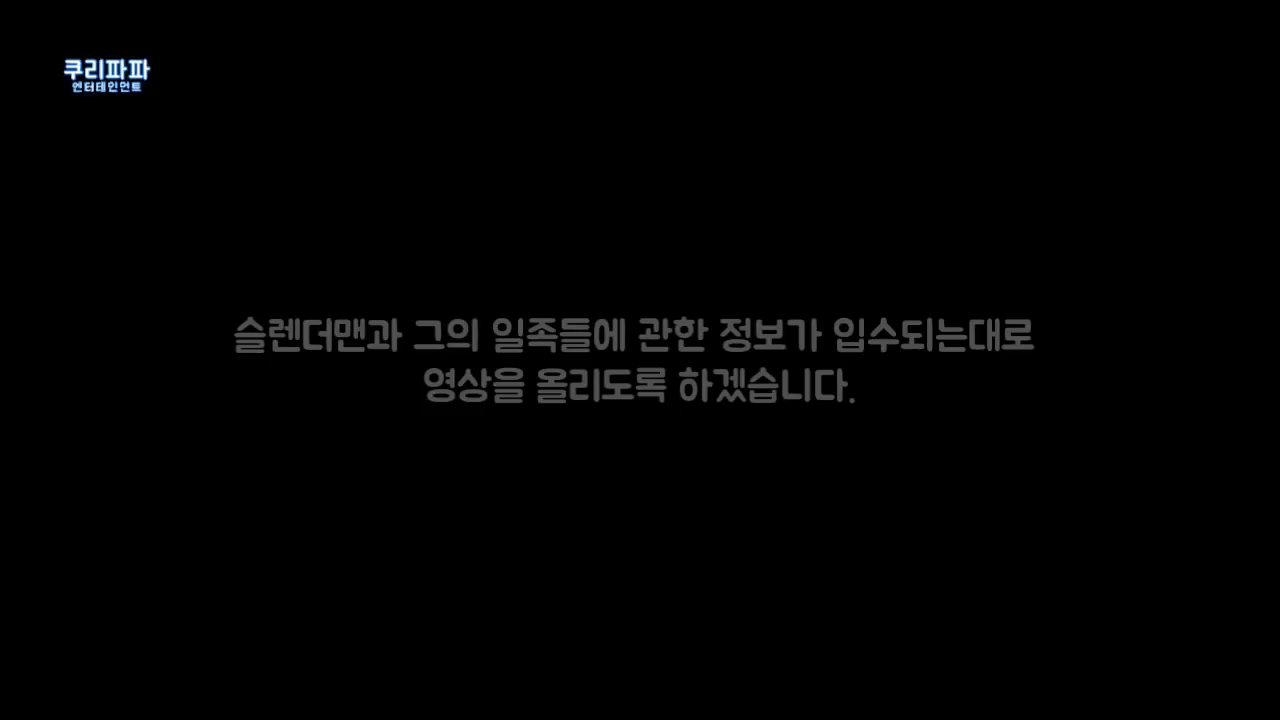 쿠리파파
엔터테인먼트
슬렌더맨과 그의 일족들에 관한 정보가 입수되는대로
영상을 올리도록 하겠습니다.